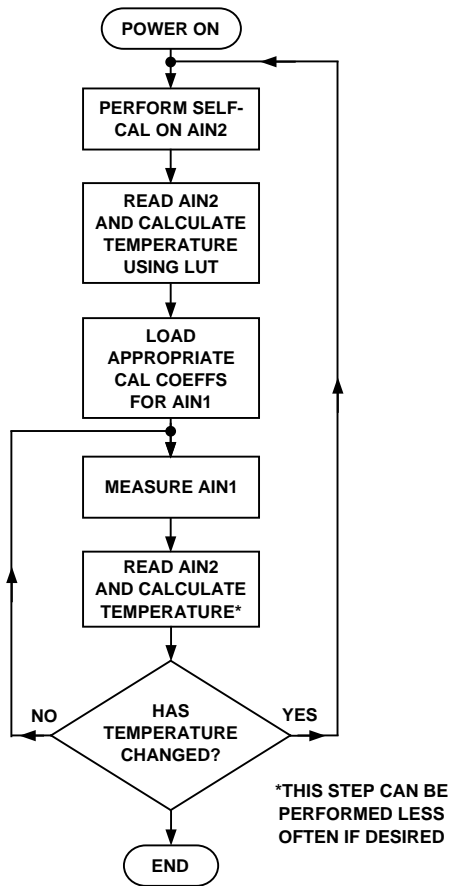 POWER ON
PERFORM SELF-
CAL ON AIN2
READ AIN2
AND CALCULATE
TEMPERATURE
USING LUT
LOAD
APPROPRIATE
CAL COEFFS
FOR AIN1
MEASURE AIN1
READ AIN2
AND CALCULATE
TEMPERATURE*
NO
HAS
TEMPERATURE
CHANGED?
YES
*THIS STEP CAN BE
PERFORMED LESS
OFTEN IF DESIRED
END